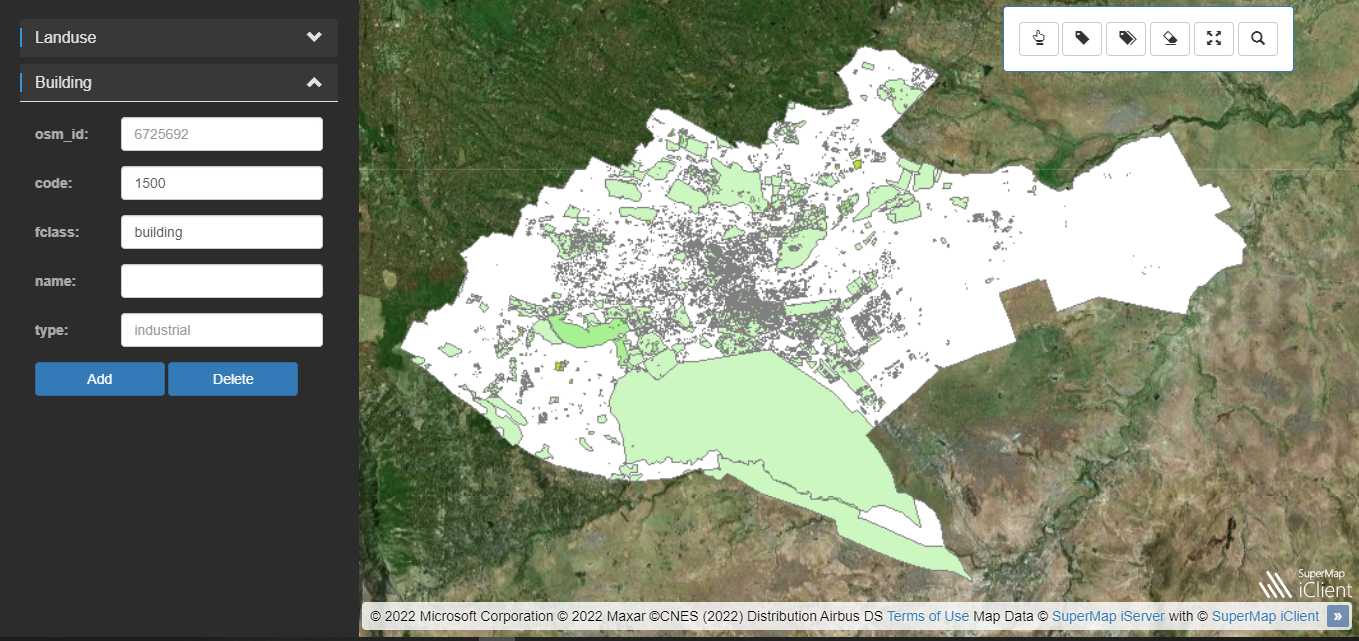 Landuse
Building
osm_id: 6725692
code: 1500
fclass: building
name:
type: industrial
Add Delete
SuperMap
iClient
© 2022 Microsoft Corporation © 2022 Maxar ©CNES (2022) Distribution Airbus DS Terms of Use Map Data © SuperMap iServer with © SuperMap iClient »